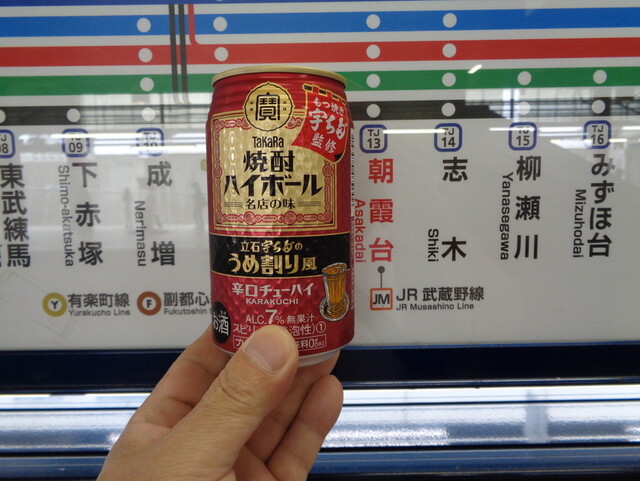 寳
TaKaRa
焼酎
ハイボール
名店の味
もつ焼き
宇ち多゛
監修
立石宇ち多゛の
うめ割り風
辛口チューハイ
KARAKUCHI
ALC.7% 無果汁
お酒
東武練馬
TJ
09
下赤塚
Shimo-akatsuka
成増
Narimasu
TJ
13
朝霞台
Asakadai
TJ
14
志木
Shiki
TJ
15
柳瀬川
Yanasegawa
TJ
16
みずほ台
Mizuhodai
Y 有楽町線
Yurakucho Line
F 副都心
Fukutoshin
JM JR 武蔵野線
JR Musashino Line